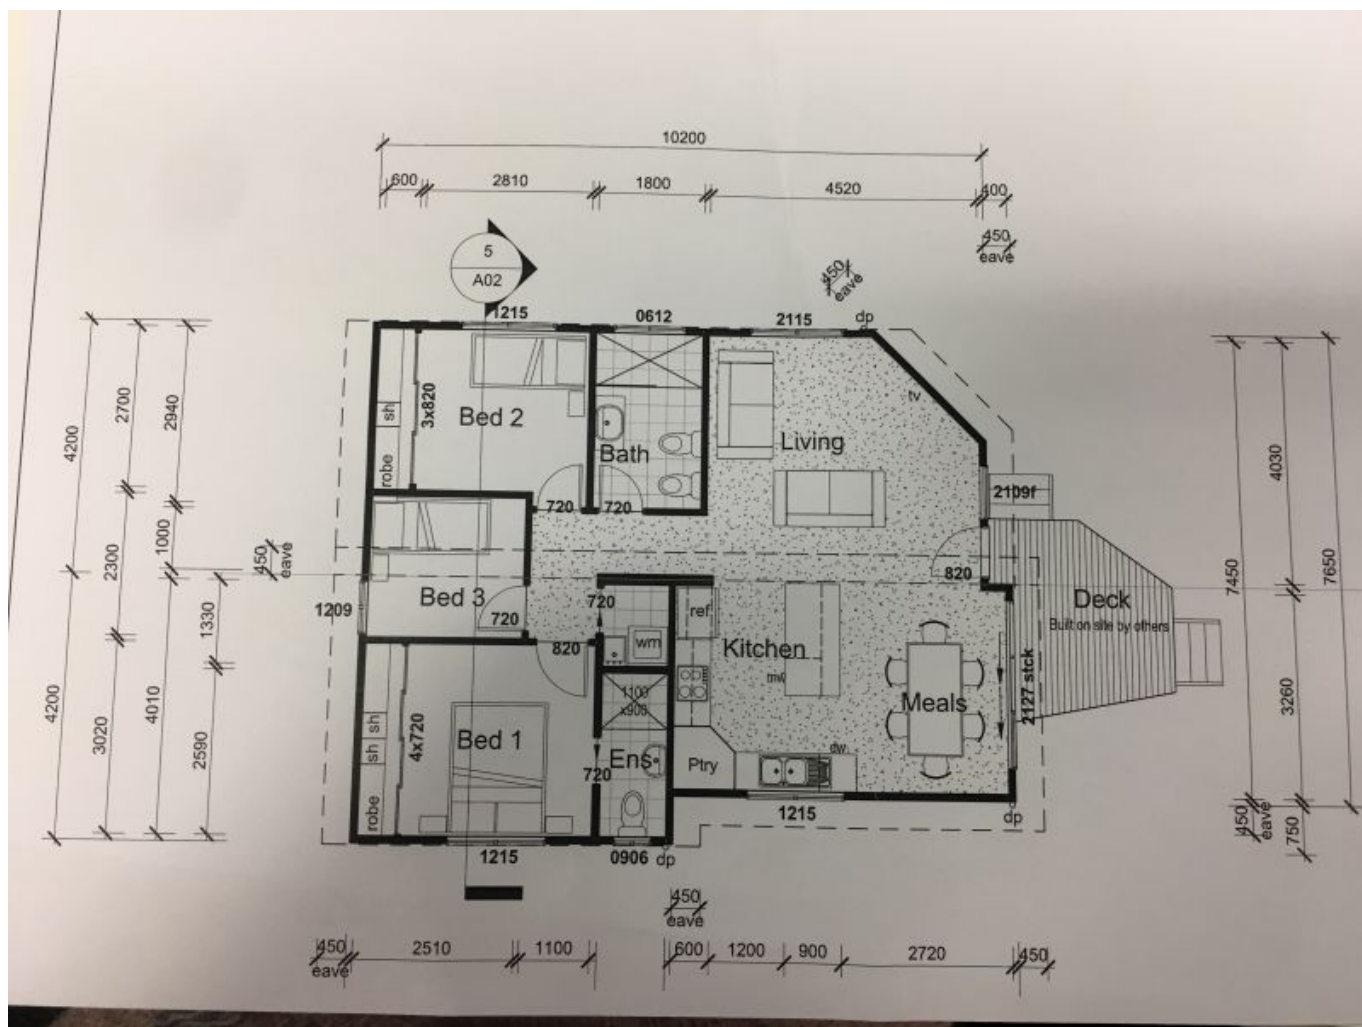 10200
600
2810
1800
4520
400
450
eave
5
A02
450
eave
1215
0612
2115
dp
4200
2700
2940
sh
3x820
Bed 2
robe
Bath
tv
Living
720
720
2109f
4030
7450
7650
2300
1000
450
eave
820
1330
1209
Bed 3
720
720
ref
820
wm
Kitchen
Deck
Built on site by others
4200
3020
4010
2590
sh
sh
4x720
Bed 1
robe
1100
x900
Ens
720
Meals
2127 stck
3260
Ptry
dw
1215
dp
450
eave
750
1215
0906
dp
450
eave
450
eave
2510
1100
600
1200
900
2720
450